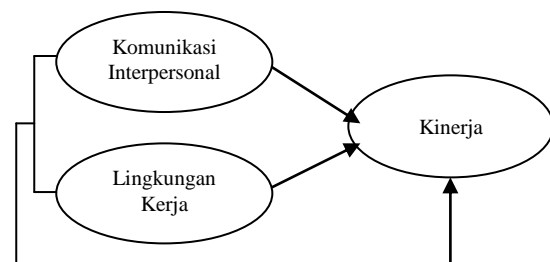 Komunikasi
Interpersonal
Kinerja
Lingkungan
Kerja